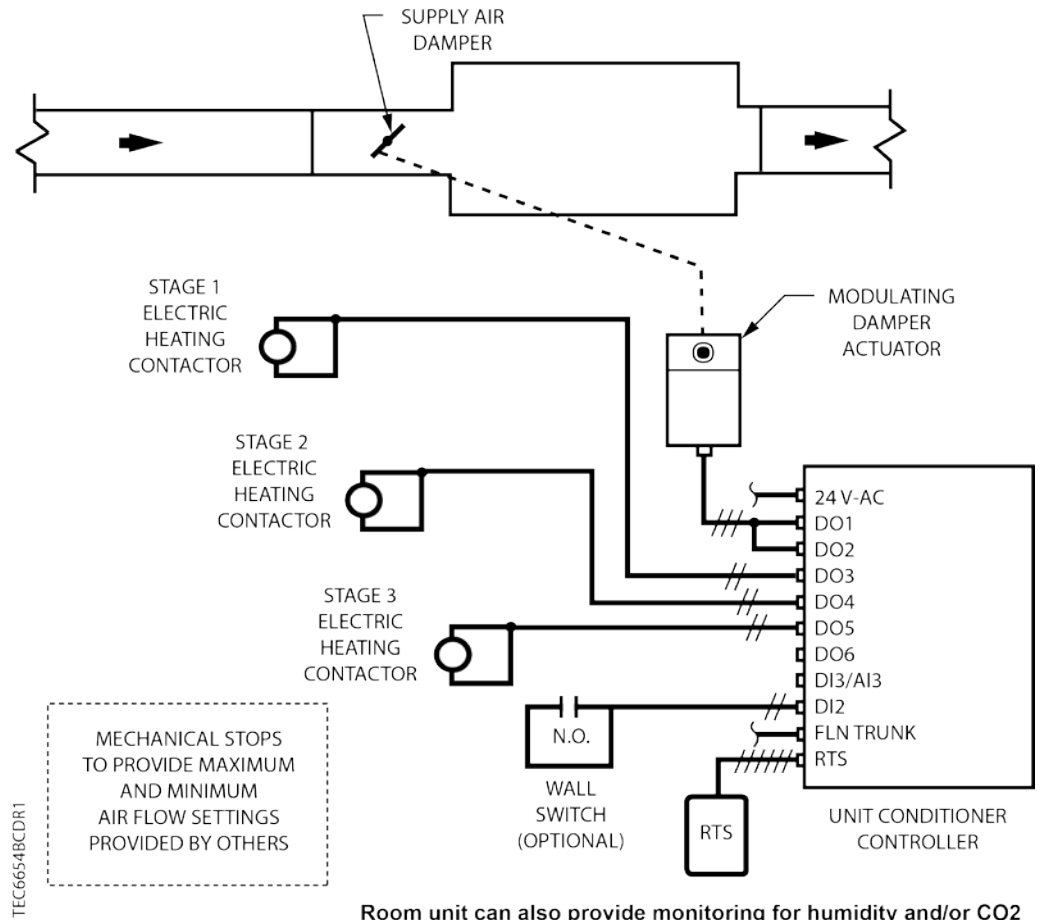 SUPPLY AIR
DAMPER
STAGE 1
ELECTRIC
HEATING
CONTACTOR
MODULATING
DAMPER
ACTUATOR
STAGE 2
ELECTRIC
HEATING
CONTACTOR
24 V-AC
DO1
DO2
DO3
DO4
DO5
DO6
DI3/AI3
DI2
FLN TRUNK
RTS
STAGE 3
ELECTRIC
HEATING
CONTACTOR
N.O.
WALL
SWITCH
(OPTIONAL)
RTS
UNIT CONDITIONER
CONTROLLER
MECHANICAL STOPS
TO PROVIDE MAXIMUM
AND MINIMUM
AIR FLOW SETTINGS
PROVIDED BY OTHERS
TEC6654BCDR1
Room unit can also provide monitoring for humidity and/or CO2